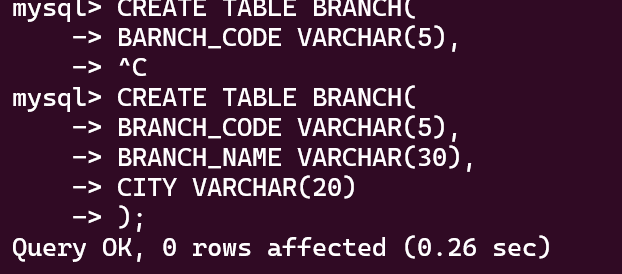 mysql> CREATE TABLE BRANCH(
    -> BARNCH_CODE VARCHAR(5),
    -> ^C
mysql> CREATE TABLE BRANCH(
    -> BRANCH_CODE VARCHAR(5),
    -> BRANCH_NAME VARCHAR(30),
    -> CITY VARCHAR(20)
    -> );
Query OK, 0 rows affected (0.26 sec)